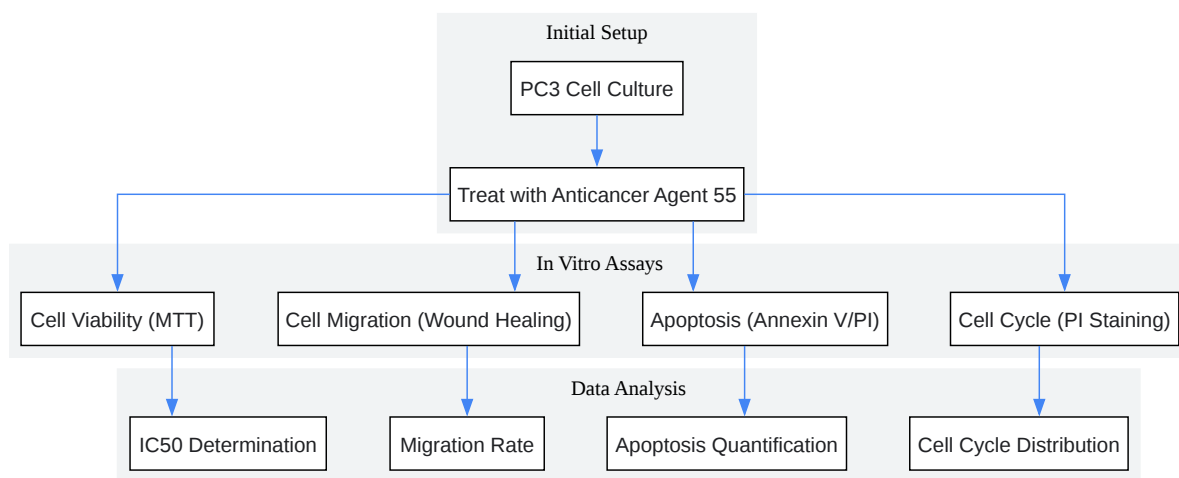 Initial Setup
PC3 Cell Culture
Treat with Anticancer Agent 55
In Vitro Assays
Cell Viability (MTT)
Cell Migration (Wound Healing)
Apoptosis (Annexin V/PI)
Cell Cycle (PI Staining)
Data Analysis
IC50 Determination
Migration Rate
Apoptosis Quantification
Cell Cycle Distribution